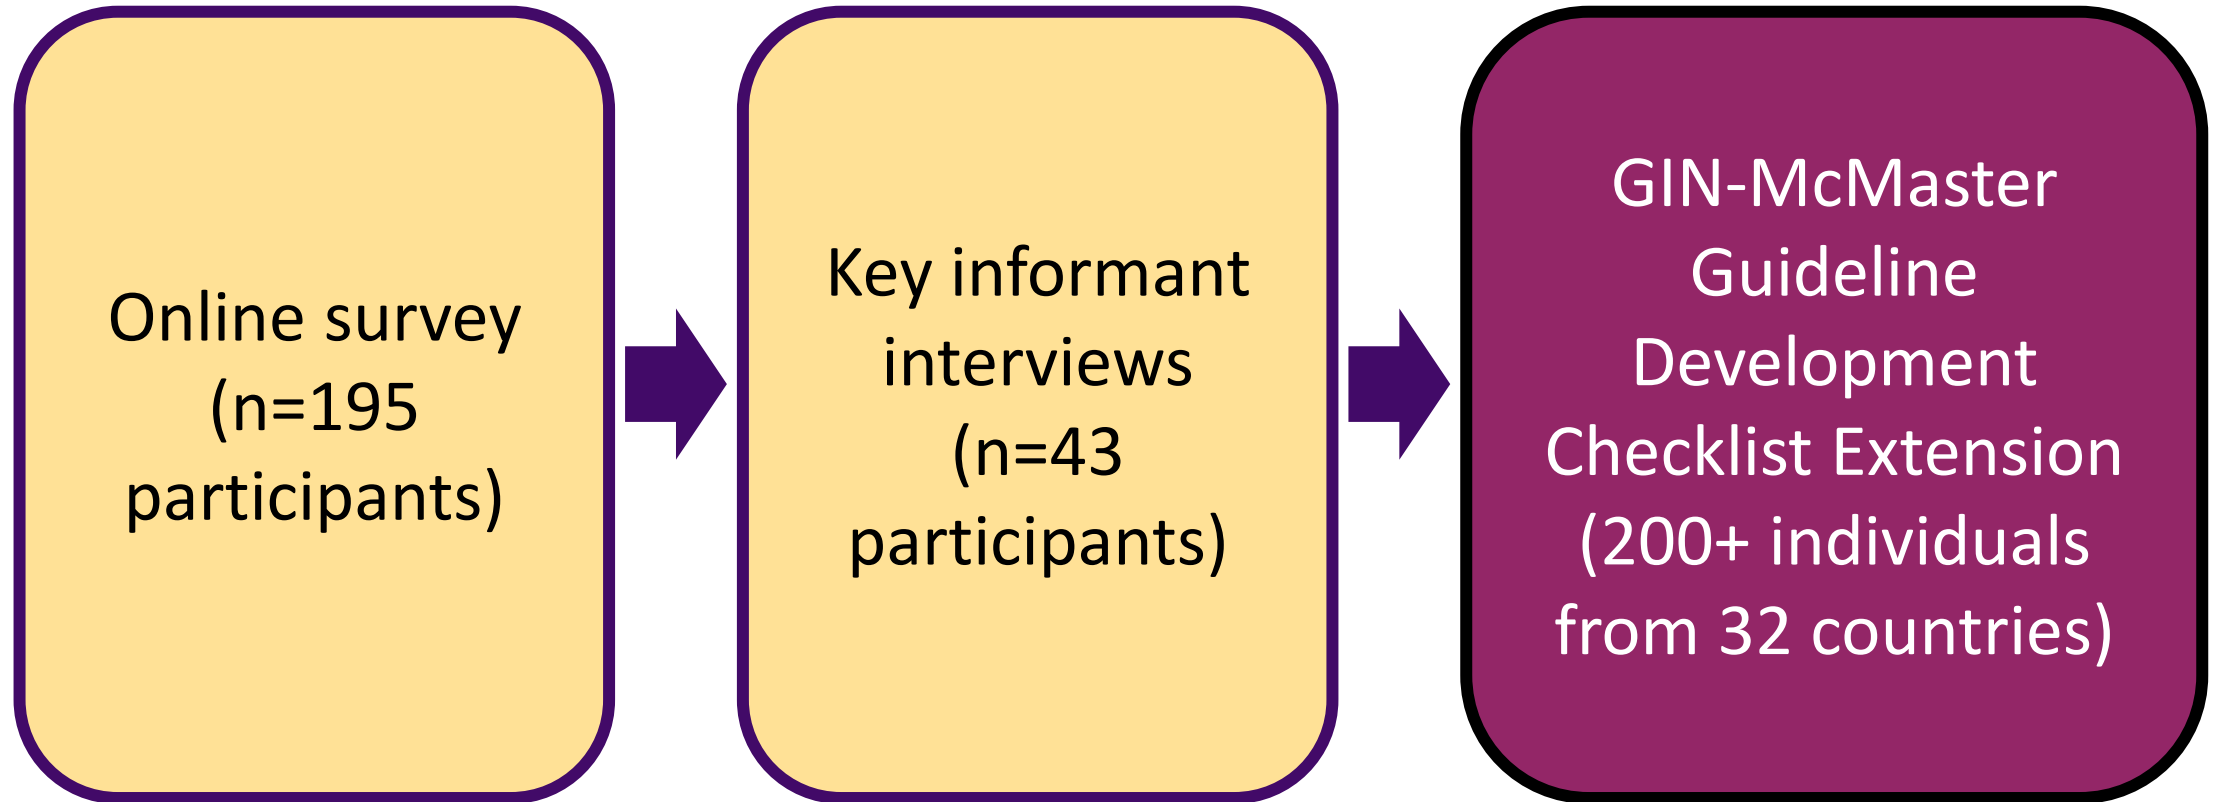 Online survey
(n=195
participants)
Key informant
interviews
(n=43
participants)
GIN-McMaster
Guideline
Development
Checklist Extension
(200+ individuals
from 32 countries)